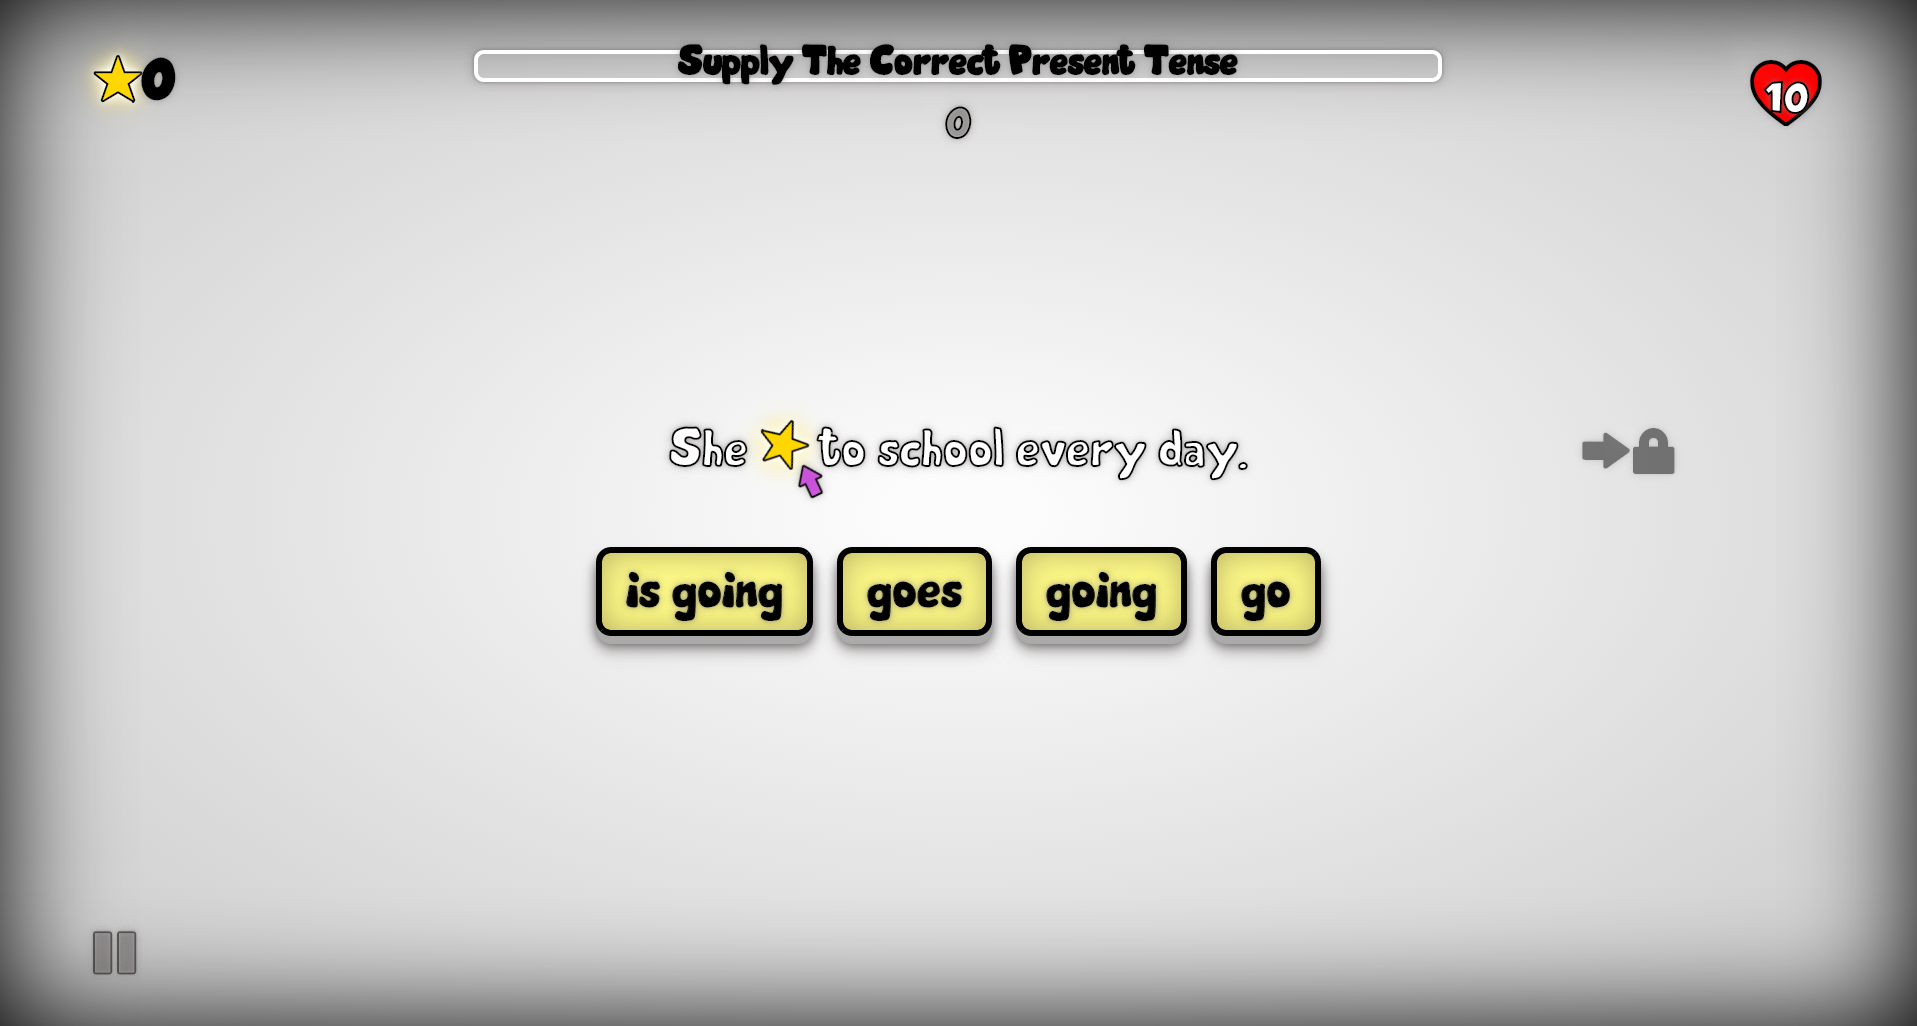 0
Supply The Correct Present Tense
10
0
She to school every day.
is going
goes
going
go